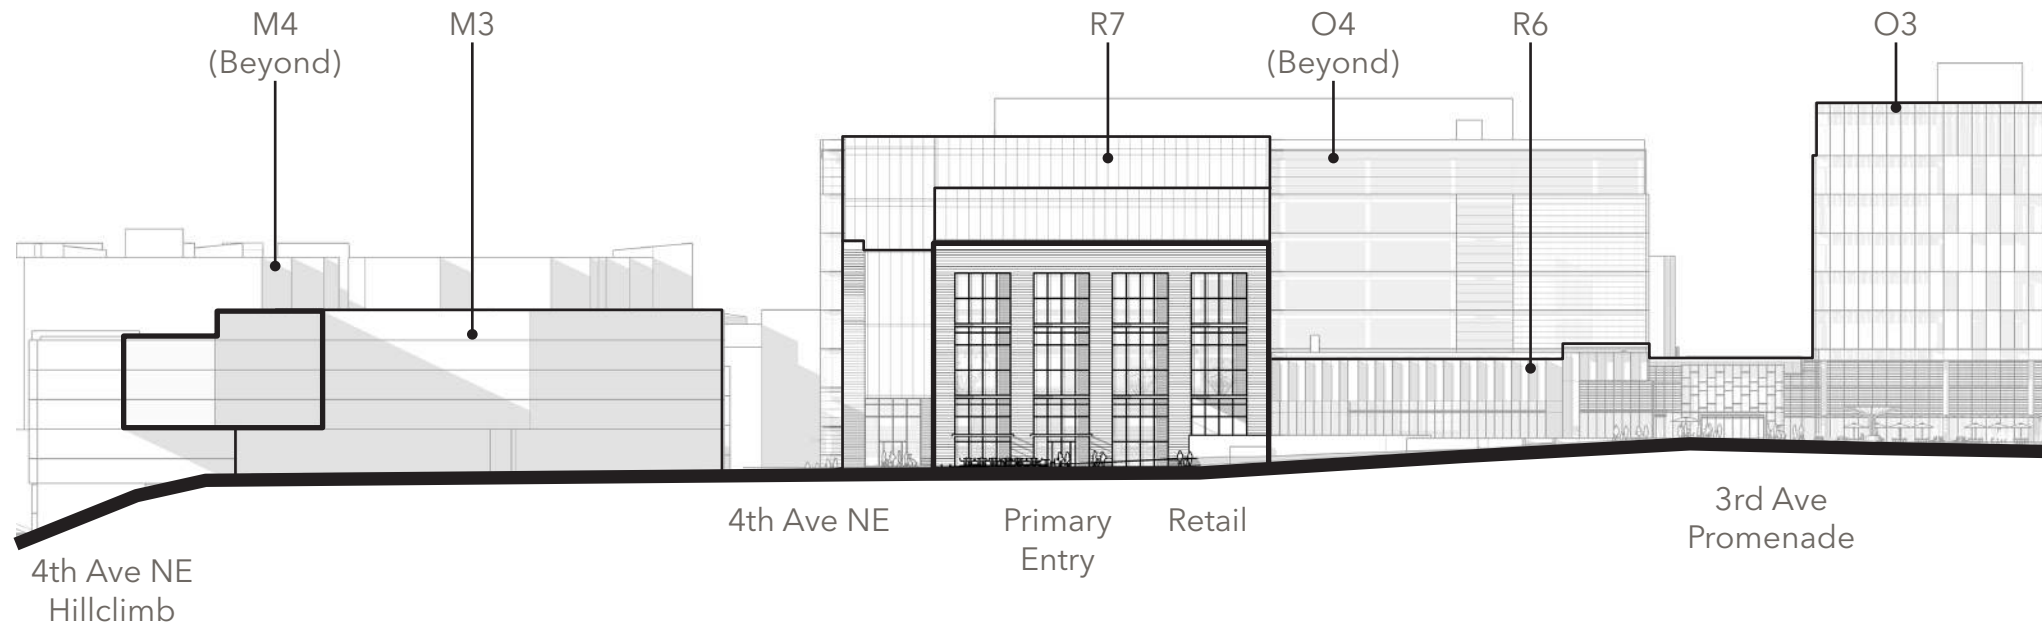 M4
(Beyond)
M3
R7
O4
(Beyond)
R6
O3
4th Ave NE
Hillclimb
4th Ave NE
Primary
Entry
Retail
3rd Ave
Promenade